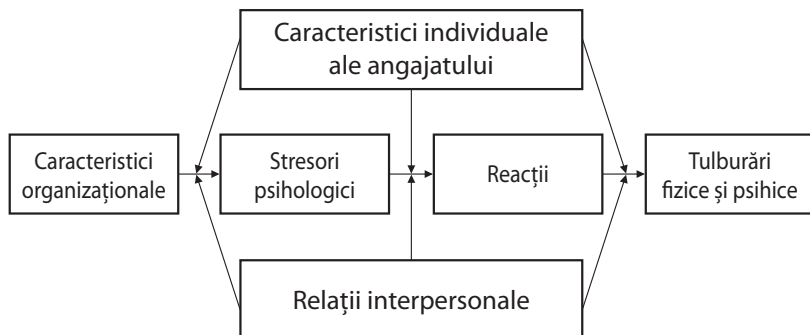 Caracteristici individuale
ale angajatului
Caracteristici
organizaționale
Stresori
psihologici
Reacții
Tulburări
fizice și psihice
Relații interpersonale